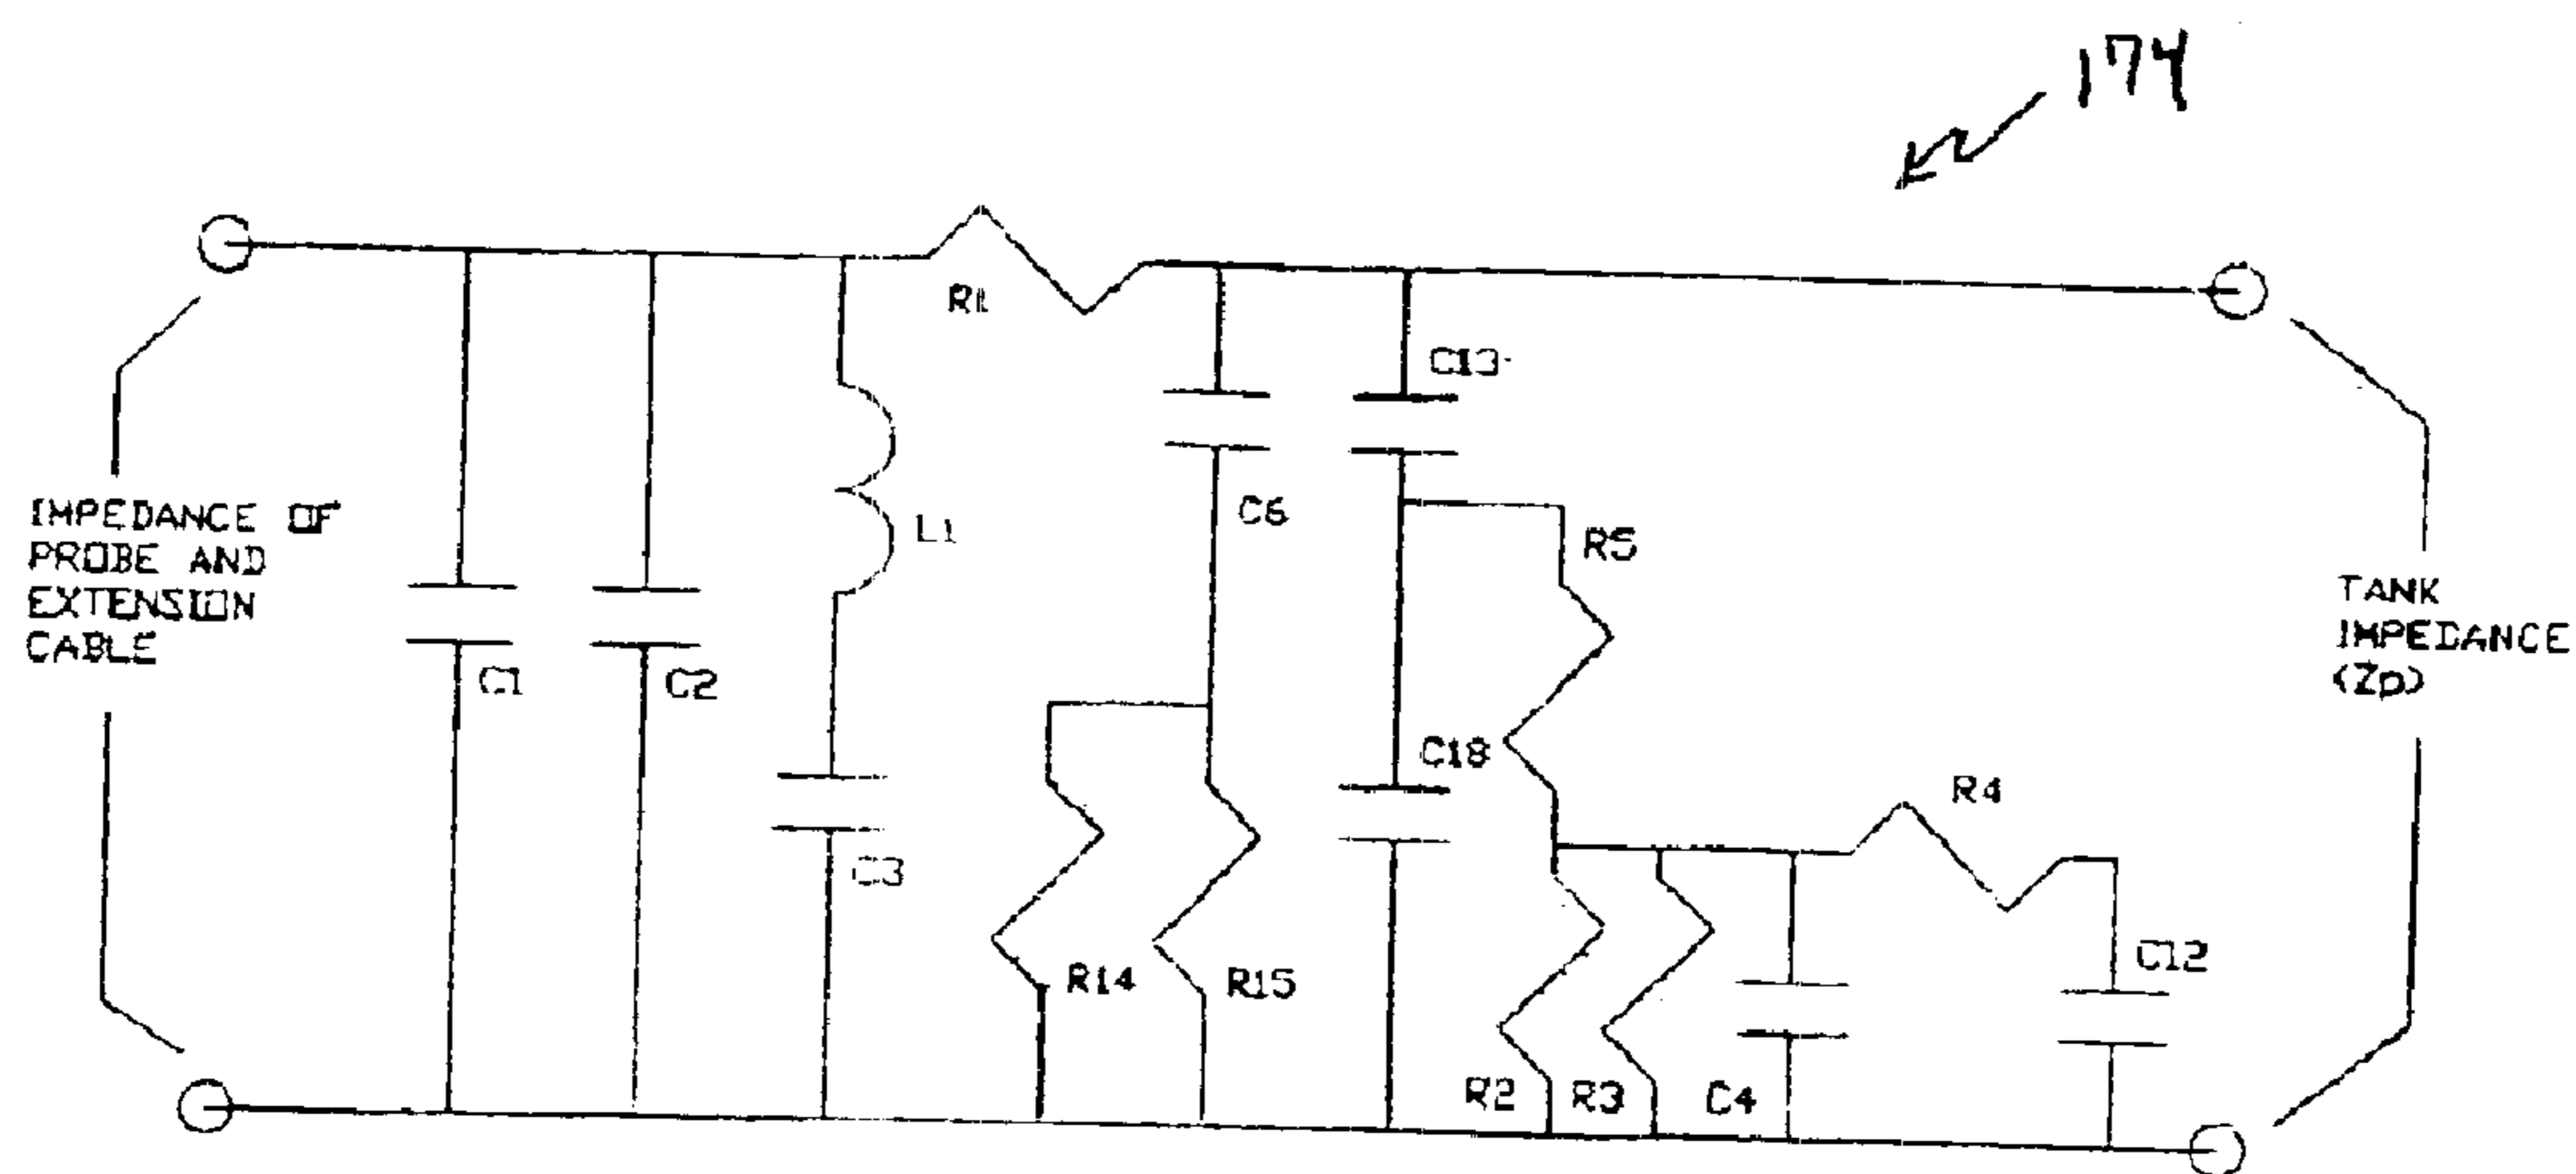 174
R1
C13
IMPEDANCE OF
PROBE AND
EXTENSION
CABLE
L1
C6
R5
TANK
IMPEDANCE
(Zp)
C1
C2
C18
R4
C3
R14
R15
C12
R2
R3
C4